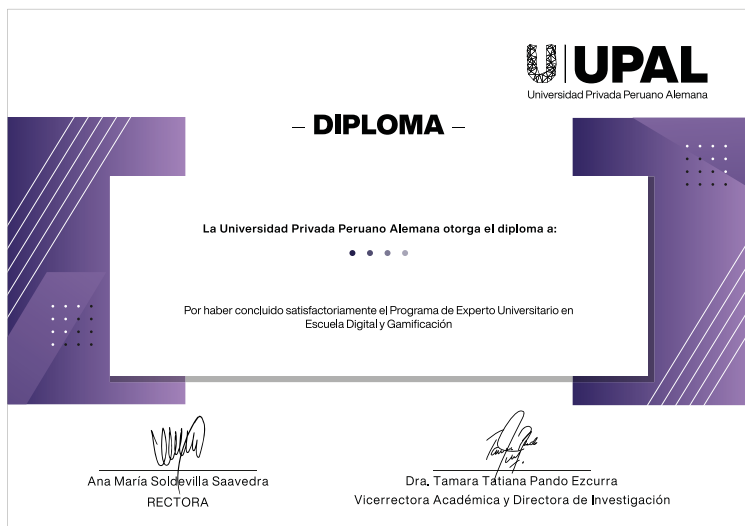 UPAL
Universidad Privada Peruano Alemana
– DIPLOMA –
La Universidad Privada Peruano Alemana otorga el diploma a:
Por haber concluido satisfactoriamente el Programa de Experto Universitario en
Escuela Digital y Gamificación
Ana María Soldevilla Saavedra
RECTORA
Dra. Tamara Tatiana Pando Ezcurra
Vicerrectora Académica y Directora de Investigación